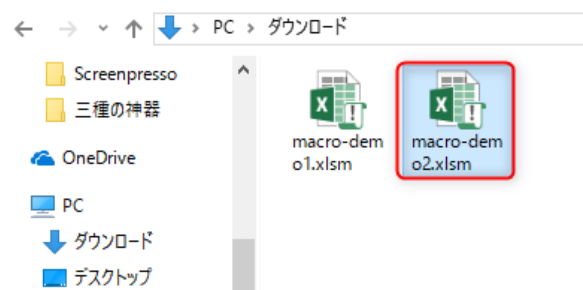 PC › ダウンロード
Screenpresso
三種の神器
OneDrive
PC
ダウンロード
デスクトップ
macro-dem
o1.xlsm
macro-dem
o2.xlsm